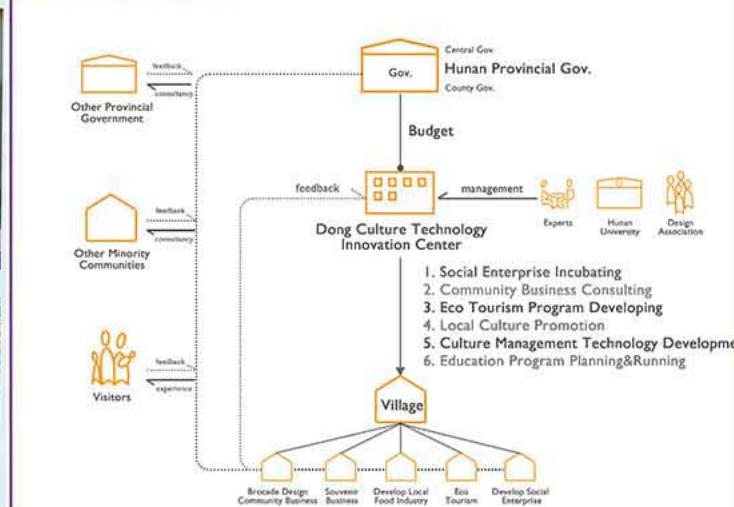 Central Gov.
Gov.
Hunan Provincial Gov.
County Gov.
feedback
consultancy
Other Provincial
Government
Budget
feedback
management
Experts
Hunan
University
Design
Association
Dong Culture Technology
Innovation Center
feedback
consultancy
Other Minority
Communities
1. Social Enterprise Incubating
2. Community Business Consulting
3. Eco Tourism Program Developing
4. Local Culture Promotion
5. Culture Management Technology Developme
6. Education Program Planning&Running
feedback
experience
Visitors
Village
Brocade Design
Community Business
Souvenir
Business
Develop Local
Food Industry
Eco
Tourism
Develop Social
Enterprise